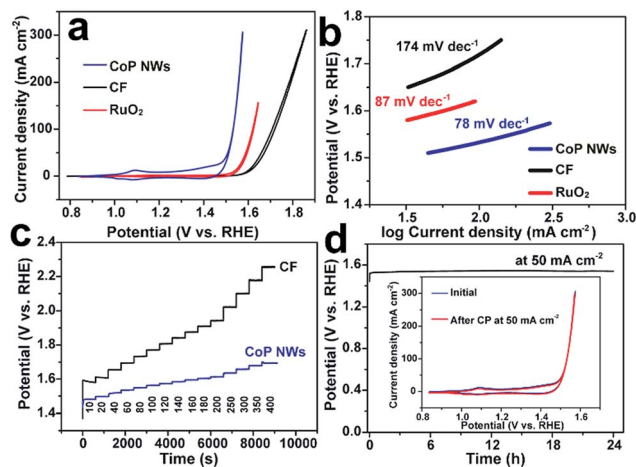 a
Current density (mA cm⁻²)
300
200
100
0
CoP NWs
CF
RuO₂
0.8 1.0 1.2 1.4 1.6 1.8
Potential (V vs. RHE)
b
Potential (V vs. RHE)
1.8
1.7
1.6
1.5
1.4
174 mV dec⁻¹
87 mV dec⁻¹
78 mV dec⁻¹
CoP NWs
CF
RuO₂
1.0 1.5 2.0 2.5 3.0
log Current density (mA cm⁻²)
c
Potential (V vs. RHE)
2.4
2.2
2.0
1.8
1.6
1.4
CF
CoP NWs
10 20 40 60 80 100 120 140 160 180 200 250 300 350 400
0 2000 4000 6000 8000 10000
Time (s)
d
Potential (V vs. RHE)
1.6
1.2
0.8
0.4
0.0
at 50 mA cm⁻²
Current density (mA cm⁻²)
300
200
100
0
Initial
After CP at 50 mA cm⁻²
0.8 1.0 1.2 1.4 1.6
Potential (V vs. RHE)
0 6 12 18 24
Time (h)